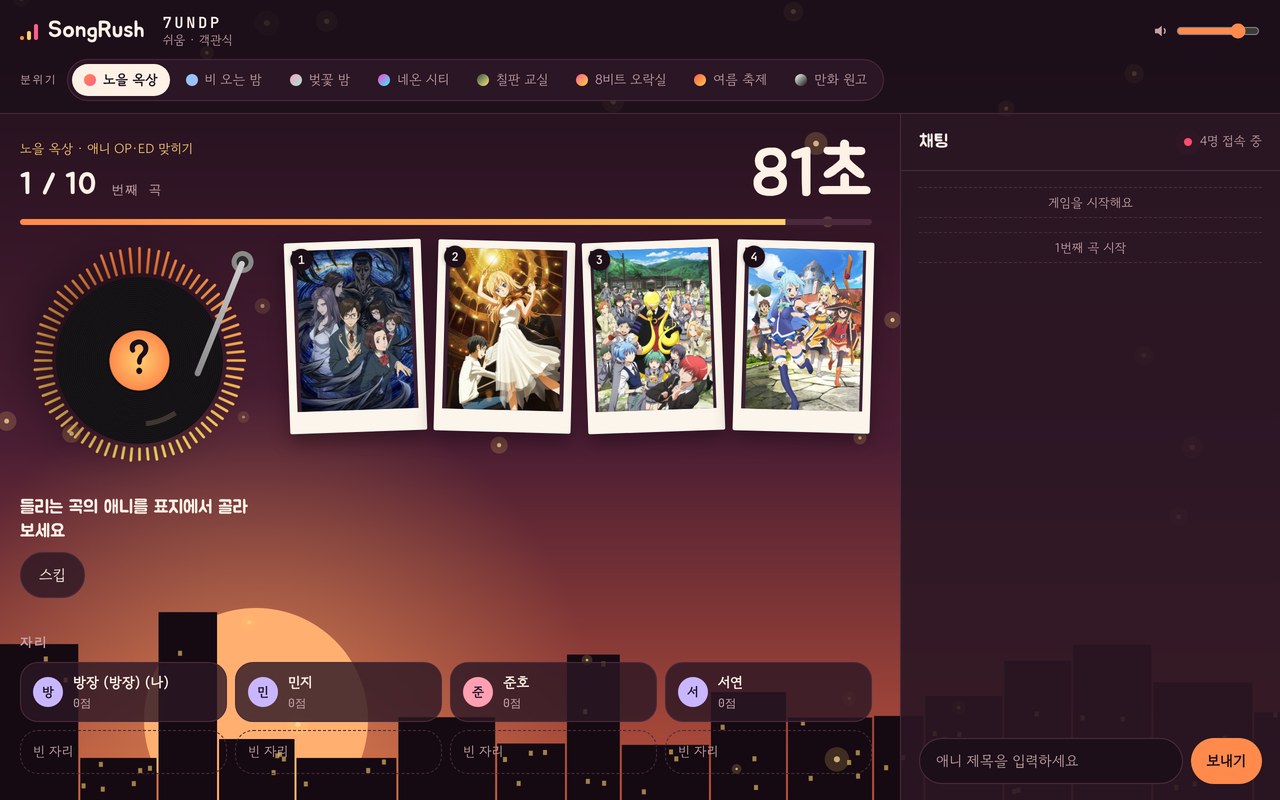 SongRush
7UNDP
쉬움 · 객관식
분위기
노을 옥상
비 오는 밤
벚꽃 밤
네온 시티
칠판 교실
8비트 오락실
여름 축제
만화 원고
노을 옥상 · 애니 OP·ED 맞히기
1 / 10 번째 곡
81초
?
1
2
3
4
들리는 곡의 애니를 표지에서 골라
보세요
스킵
자리
방
방장 (방장) (나)
0점
민
민지
0점
준
준호
0점
서
서연
0점
빈 자리
빈 자리
빈 자리
빈 자리
채팅
4명 접속 중
게임을 시작해요
1번째 곡 시작
애니 제목을 입력하세요
보내기